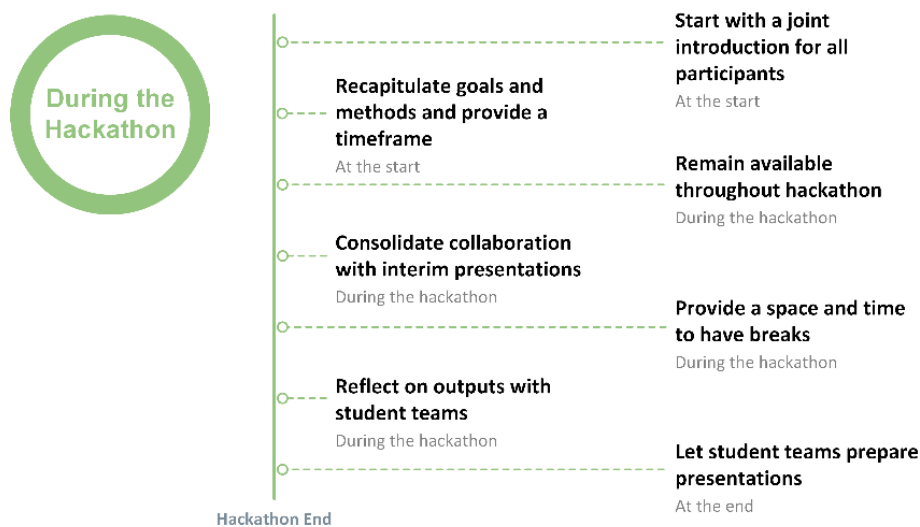 During the
Hackathon
Start with a joint
introduction for all
participants
At the start
Recapitulate goals and
methods and provide a
timeframe
At the start
Remain available
throughout hackathon
During the hackathon
Consolidate collaboration
with interim presentations
During the hackathon
Provide a space and time
to have breaks
During the hackathon
Reflect on outputs with
student teams
During the hackathon
Let student teams prepare
presentations
At the end
Hackathon End